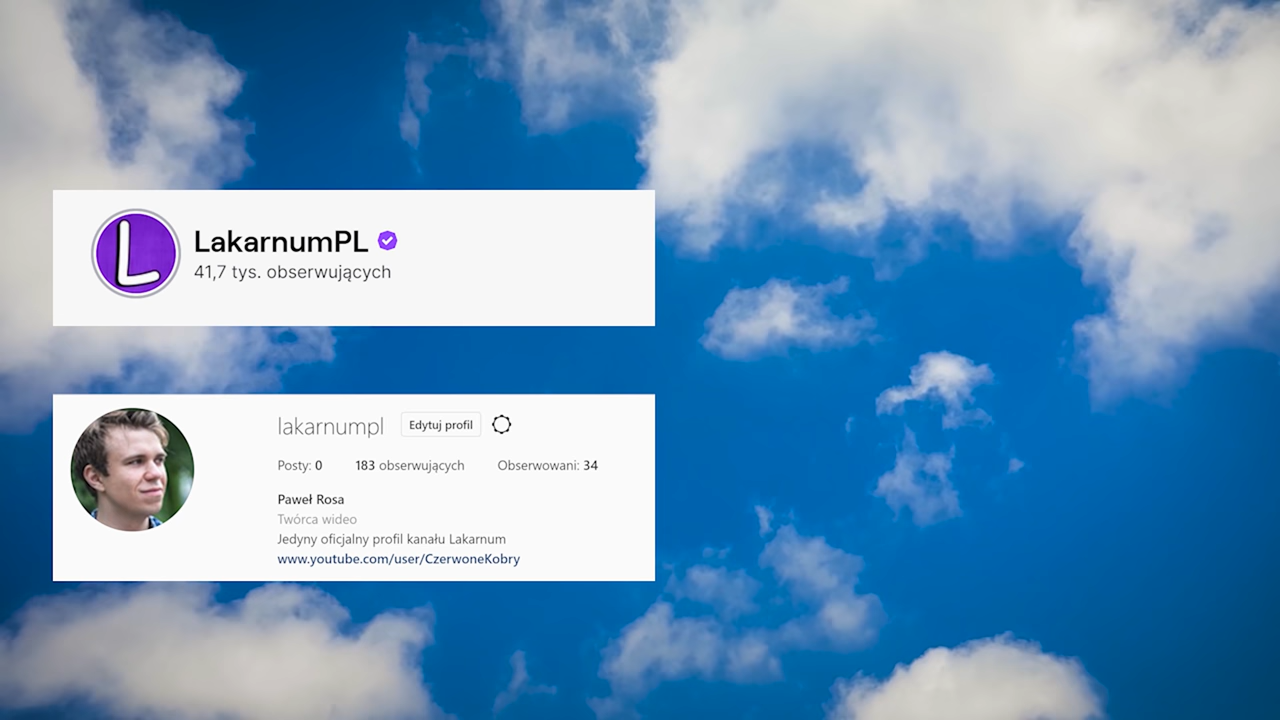 L
LakarnumPL
41,7 tys. obserwujących
lakarnumpl Edytuj profil
Posty: 0 183 obserwujących Obserwowani: 34
Paweł Rosa
Twórca wideo
Jedyny oficjalny profil kanału Lakarnum
www.youtube.com/user/CzerwoneKobry